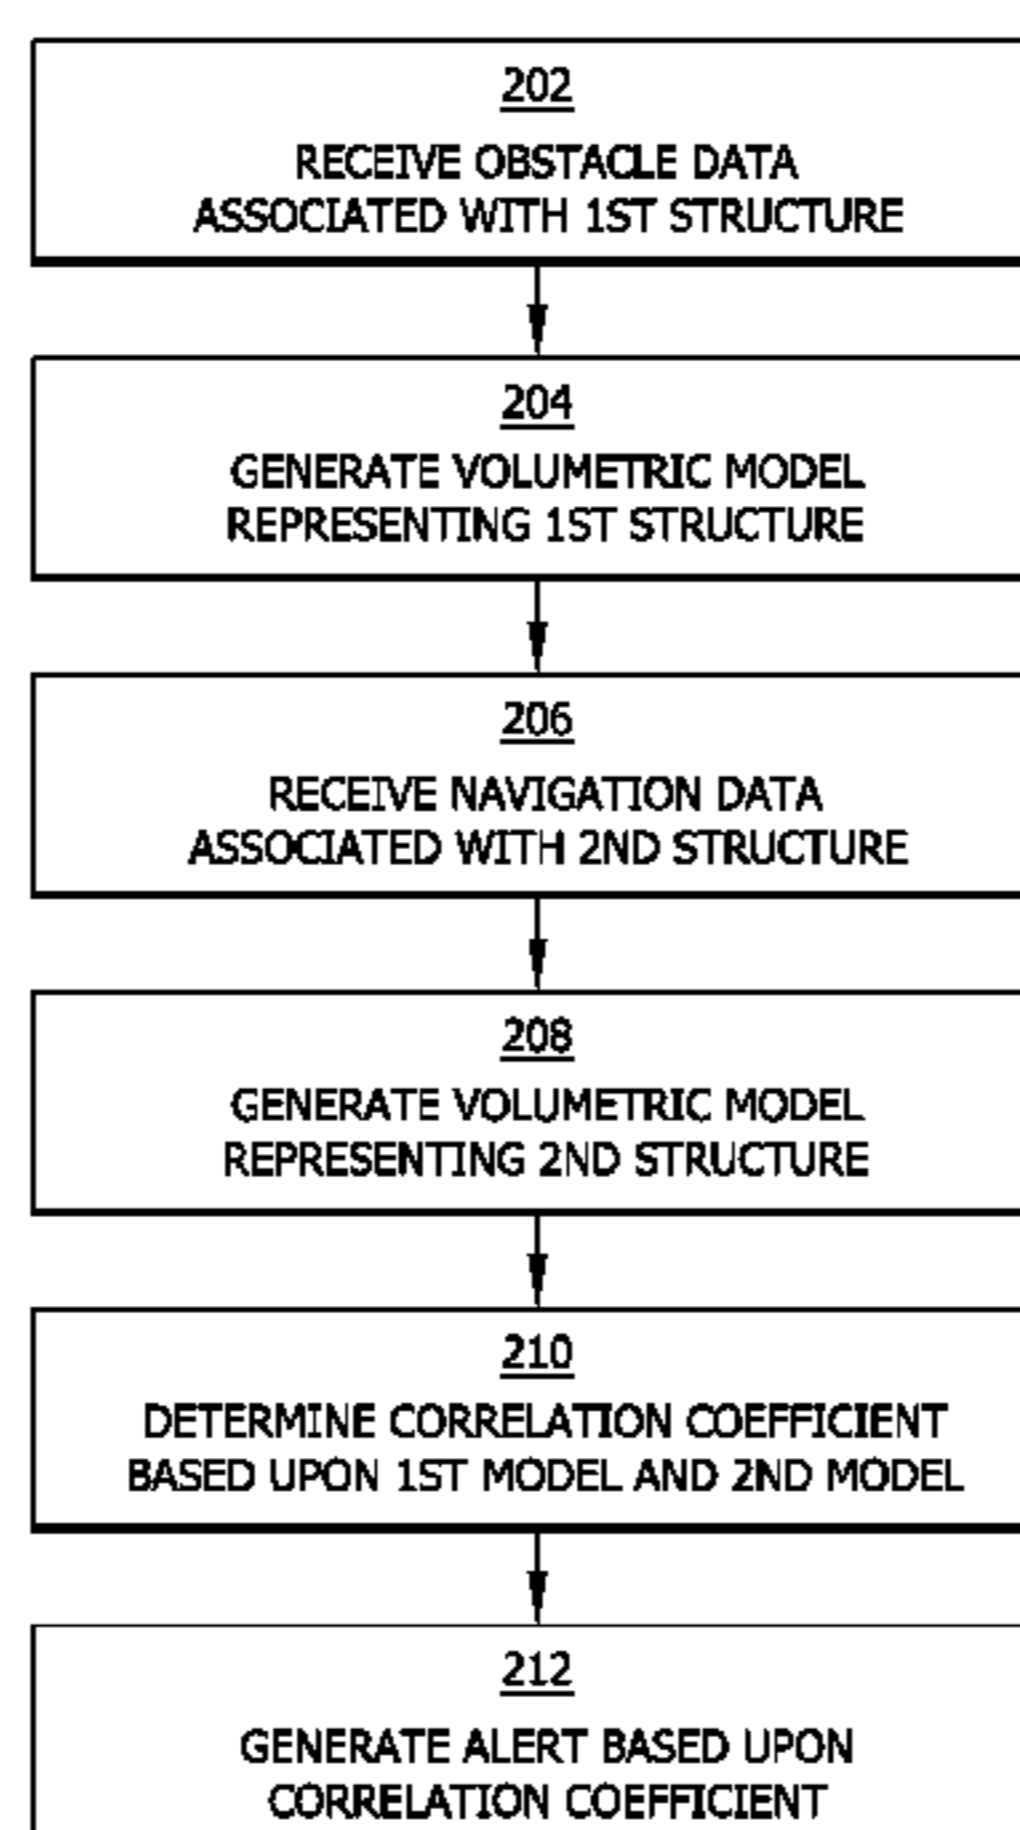 202
RECEIVE OBSTACLE DATA
ASSOCIATED WITH 1ST STRUCTURE
204
GENERATE VOLUMETRIC MODEL
REPRESENTING 1ST STRUCTURE
206
RECEIVE NAVIGATION DATA
ASSOCIATED WITH 2ND STRUCTURE
208
GENERATE VOLUMETRIC MODEL
REPRESENTING 2ND STRUCTURE
210
DETERMINE CORRELATION COEFFICIENT
BASED UPON 1ST MODEL AND 2ND MODEL
212
GENERATE ALERT BASED UPON
CORRELATION COEFFICIENT